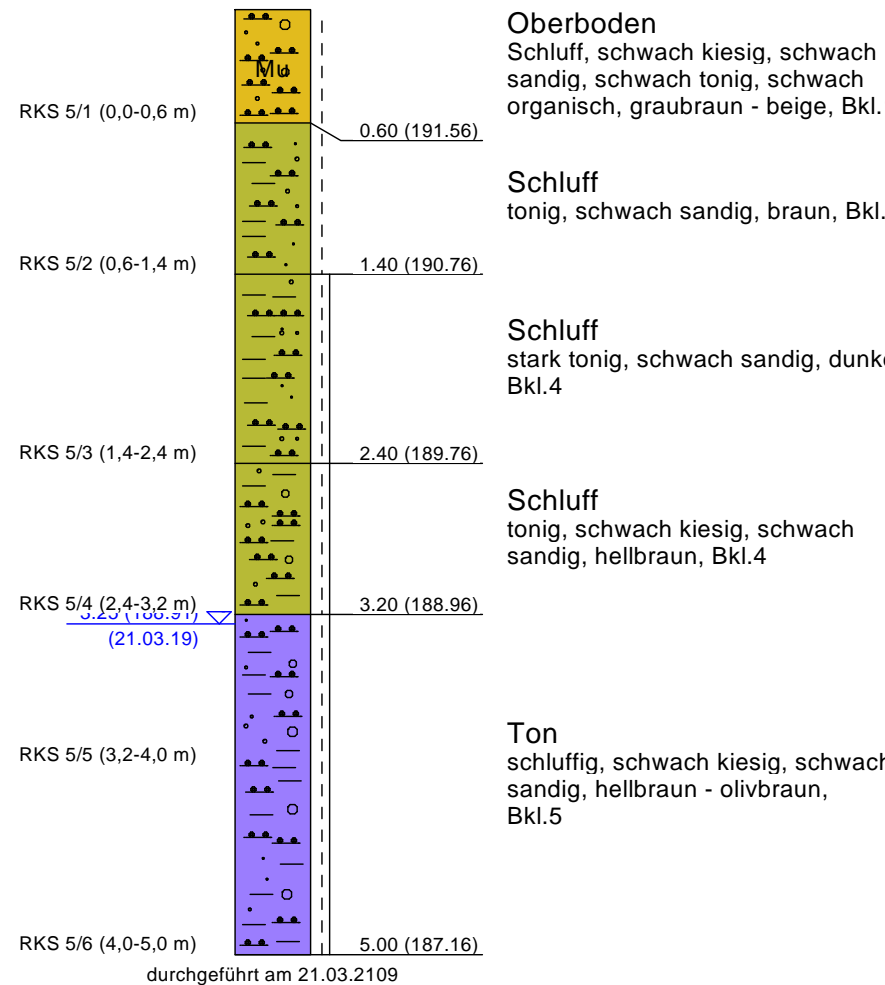 Oberboden
Schluff, schwach kiesig, schwach
sandig, schwach tonig, schwach
organisch, graubraun - beige, Bkl.
Mu
RKS 5/1 (0,0-0,6 m)
0.60 (191.56)
Schluff
tonig, schwach sandig, braun, Bkl.
RKS 5/2 (0,6-1,4 m)
1.40 (190.76)
Schluff
stark tonig, schwach sandig,
Bkl.4
RKS 5/3 (1,4-2,4 m)
2.40 (189.76)
Schluff
tonig, schwach kiesig, schwach
sandig, hellbraun, Bkl.4
RKS 5/4 (2,4-3,2 m)
3.20 (188.96)
3.25 (188.91)
(21.03.19)
Ton
schluffig, schwach kiesig, schwach
sandig, hellbraun - olivbraun,
Bkl.5
RKS 5/5 (3,2-4,0 m)
RKS 5/6 (4,0-5,0 m)
5.00 (187.16)
durchgeführt am 21.03.2109